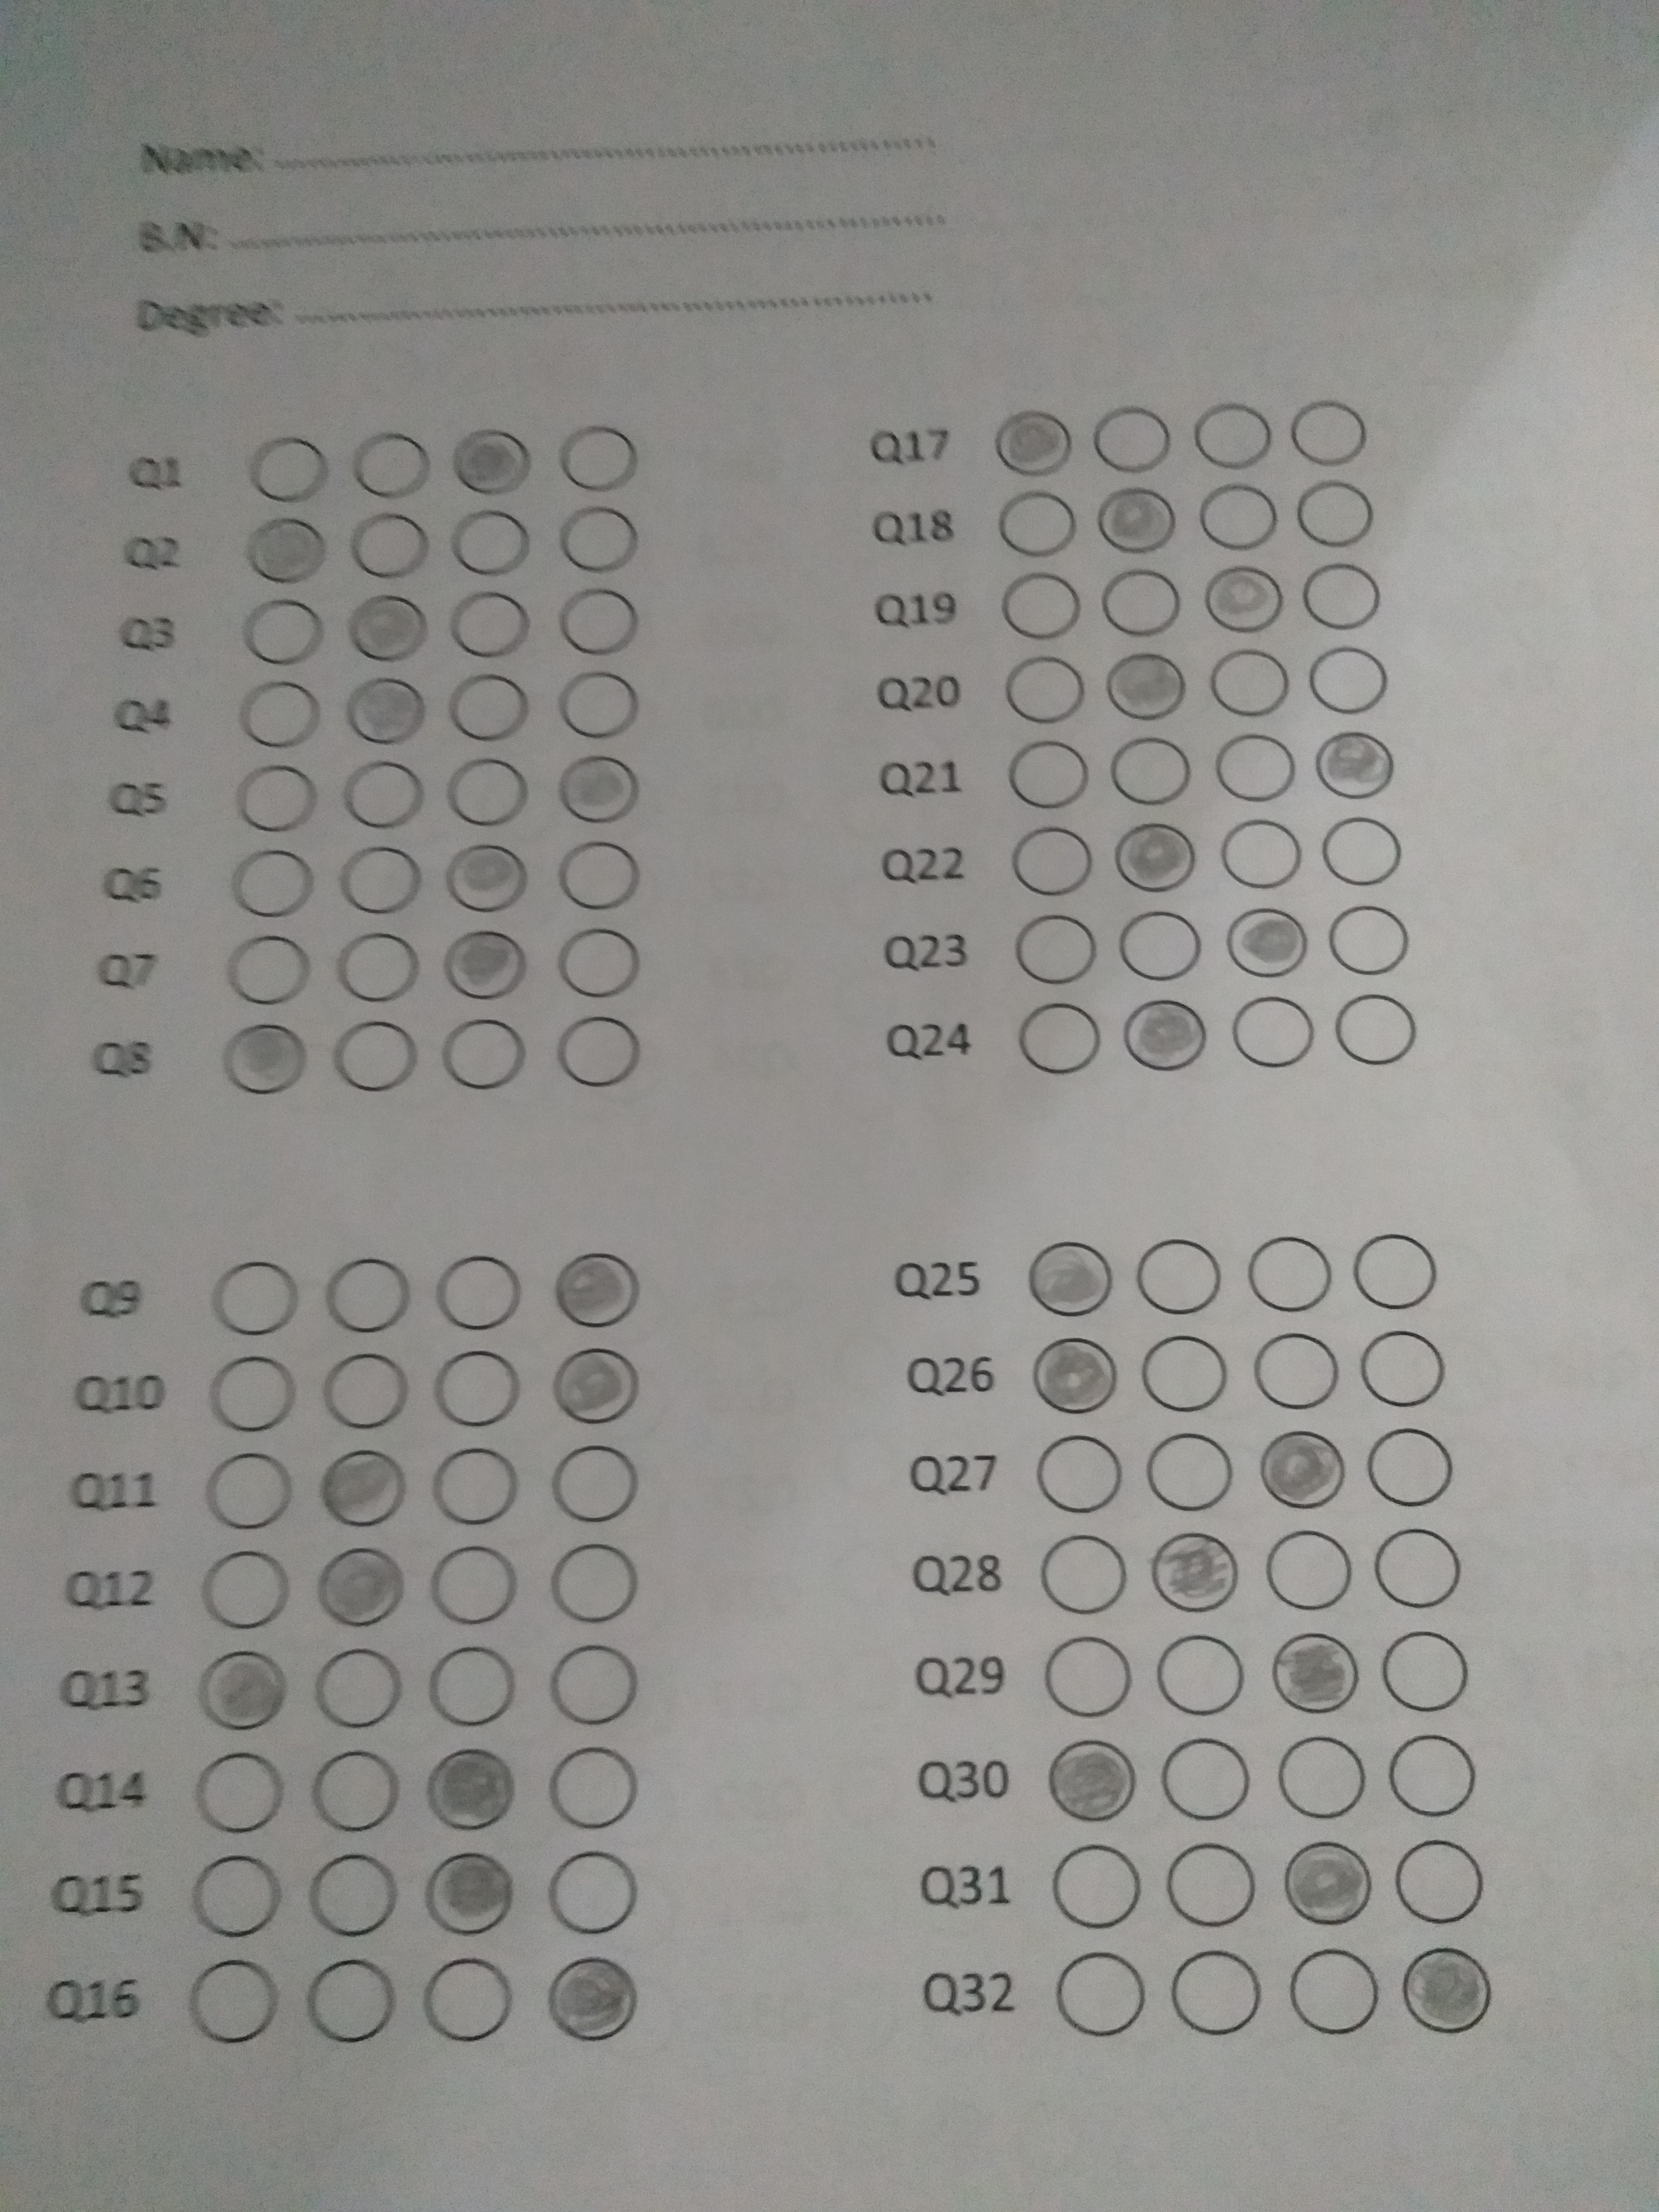 Name: ....................
S.N: ....................
Degree: ....................
Q1
Q2
Q3
Q4
Q5
Q6
Q7
Q8
Q9
Q10
Q11
Q12
Q13
Q14
Q15
Q16
Q17
Q18
Q19
Q20
Q21
Q22
Q23
Q24
Q25
Q26
Q27
Q28
Q29
Q30
Q31
Q32